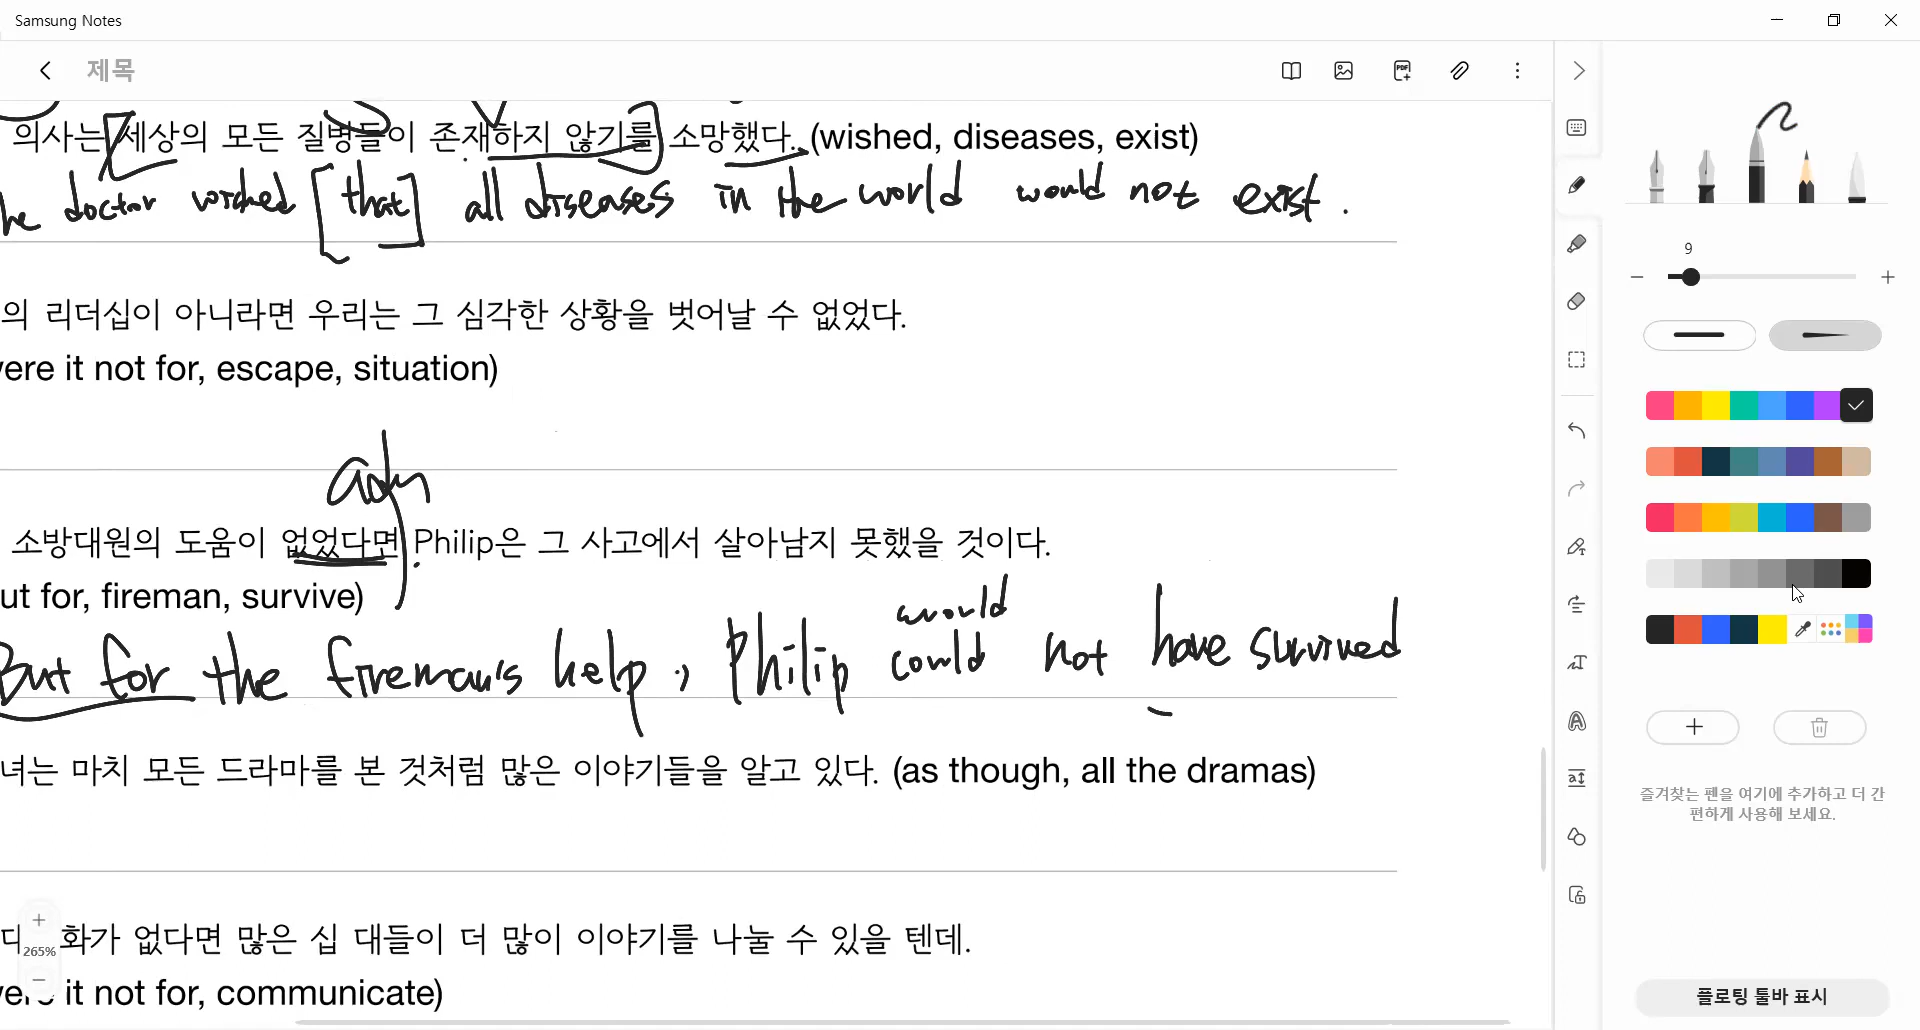 Samsung Notes
제목
의사는 세상의 모든 질병들이 존재하지 않기를 소망했다. (wished, diseases, exist)
he doctor wished [that] all diseases in the world would not exist.
의 리더십이 아니라면 우리는 그 심각한 상황을 벗어날 수 없었다.
vere it not for, escape, situation)
소방대원의 도움이 없었다면 Philip은 그 사고에서 살아남지 못했을 것이다.
ut for, fireman, survive)
would
But for the fireman's help, Philip could not have survived
녀는 마치 모든 드라마를 본 것처럼 많은 이야기들을 알고 있다. (as though, all the dramas)
화가 없다면 많은 십 대들이 더 많이 이야기를 나눌 수 있을 텐데.
it not for, communicate)
265%
9
즐겨찾는 펜을 여기에 추가하고 더 간
편하게 사용해 보세요.
플로팅 툴바 표시